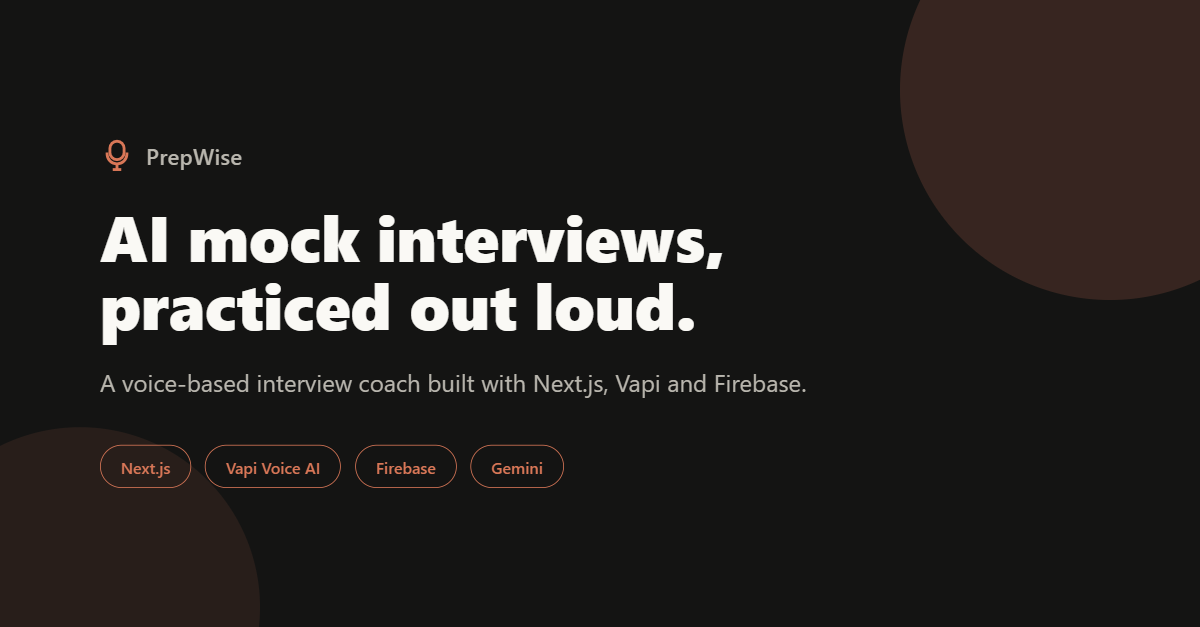 PrepWise
AI mock interviews,
practiced out loud.
A voice-based interview coach built with Next.js, Vapi and Firebase.
Next.js
Vapi Voice AI
Firebase
Gemini